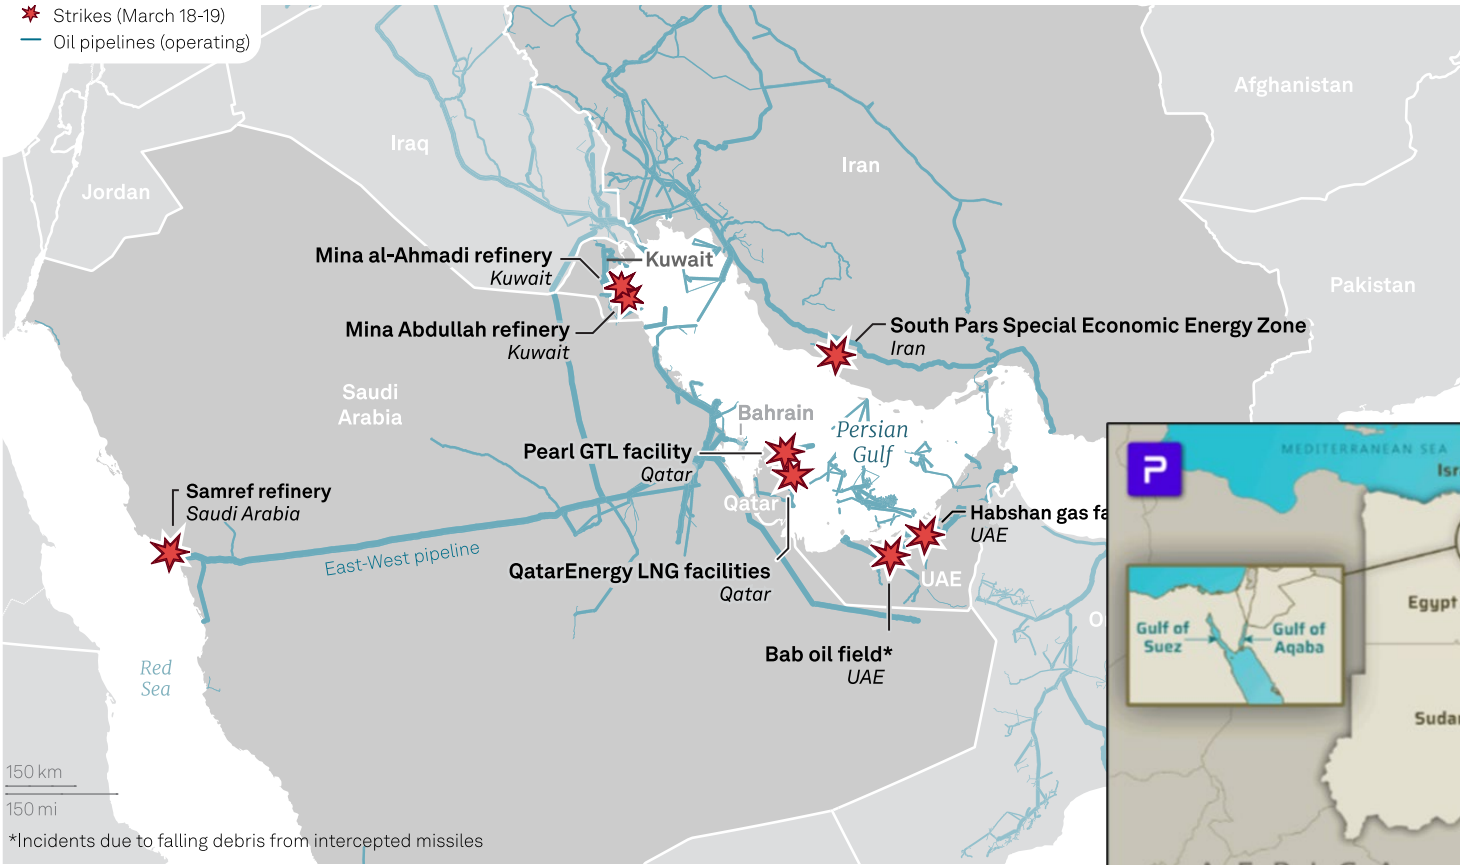 Strikes (March 18-19)
Oil pipelines (operating)
Afghanistan
Iraq
Iran
Jordan
Mina al-Ahmadi refinery
Kuwait
Kuwait
Pakistan
Mina Abdullah refinery
Kuwait
South Pars Special Economic Energy Zone
Iran
Saudi
Arabia
Bahrain
Persian
Gulf
Pearl GTL facility
Qatar
Qatar
Samref refinery
Saudi Arabia
Habshan gas fa
UAE
East-West pipeline
QatarEnergy LNG facilities
Qatar
UAE
O
Bab oil field*
UAE
Red
Sea
150 km
150 mi
*Incidents due to falling debris from intercepted missiles
P
MEDITERRANEAN SEA
Isr
Egypt
Gulf of
Suez
Gulf of
Aqaba
Suda